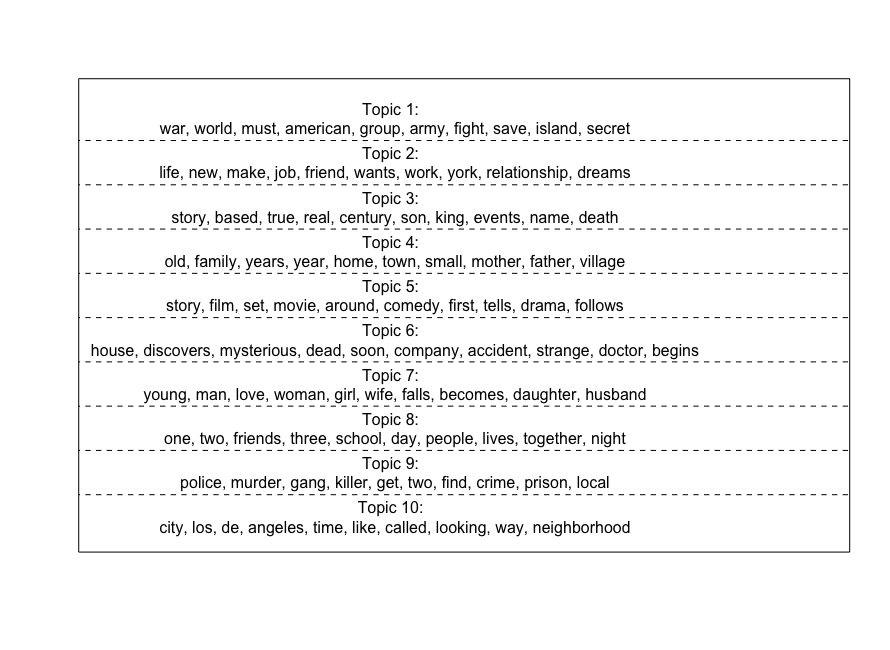 Topic 1:
war, world, must, american, group, army, fight, save, island, secret
Topic 2:
life, new, make, job, friend, wants, work, york, relationship, dreams
Topic 3:
story, based, true, real, century, son, king, events, name, death
Topic 4:
old, family, years, year, home, town, small, mother, father, village
Topic 5:
story, film, set, movie, around, comedy, first, tells, drama, follows
Topic 6:
house, discovers, mysterious, dead, soon, company, accident, strange, doctor, begins
Topic 7:
young, man, love, woman, girl, wife, falls, becomes, daughter, husband
Topic 8:
one, two, friends, three, school, day, people, lives, together, night
Topic 9:
police, murder, gang, killer, get, two, find, crime, prison, local
Topic 10:
city, los, de, angeles, time, like, called, looking, way, neighborhood